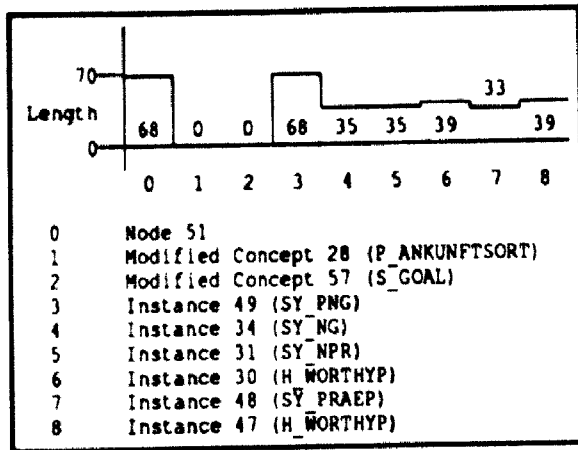 70
33
Length
68 0 0 68 35 35 39 39
0
0 1 2 3 4 5 6 7 8
0 Node 51
1 Modified Concept 28 (P_ANKUNFTSORT)
2 Modified Concept 57 (S_GOAL)
3 Instance 49 (SY_PNG)
4 Instance 34 (SY_NG)
5 Instance 31 (SY_NPR)
6 Instance 30 (H_WORTHYP)
7 Instance 48 (SY_PRAEP)
8 Instance 47 (H_WORTHYP)